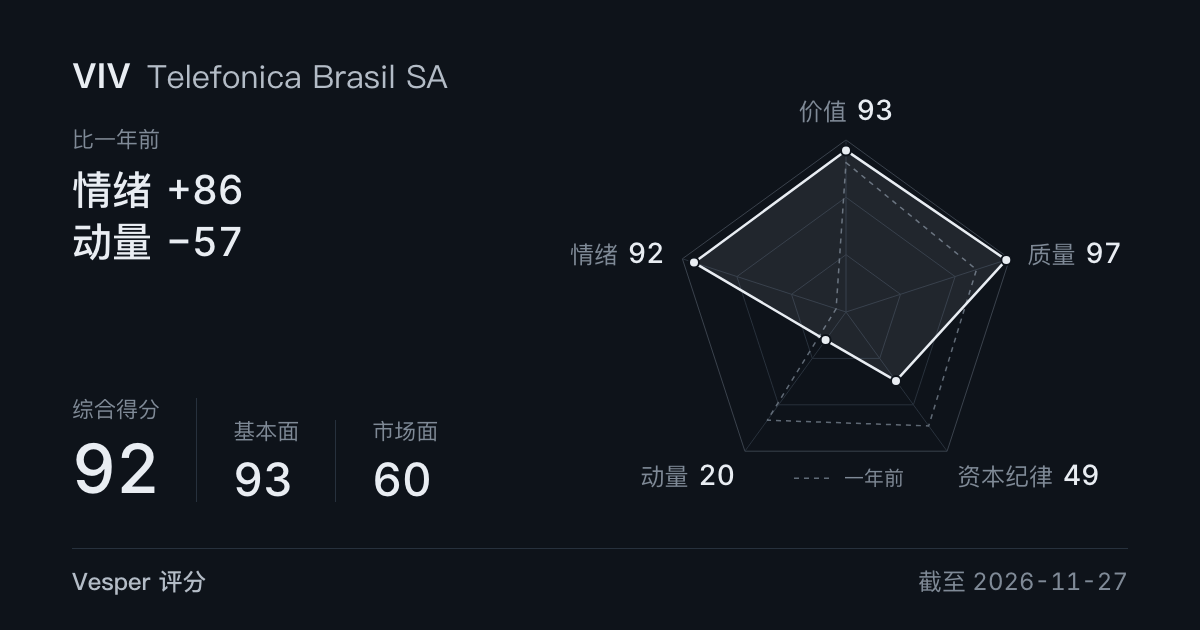 VIV Telefonica Brasil SA
比一年前
情绪 +86
动量 −57
价值 93
情绪 92
质量 97
动量 20
一年前
资本纪律 49
综合得分
92
基本面
93
市场面
60
Vesper 评分
截至 2026-11-27